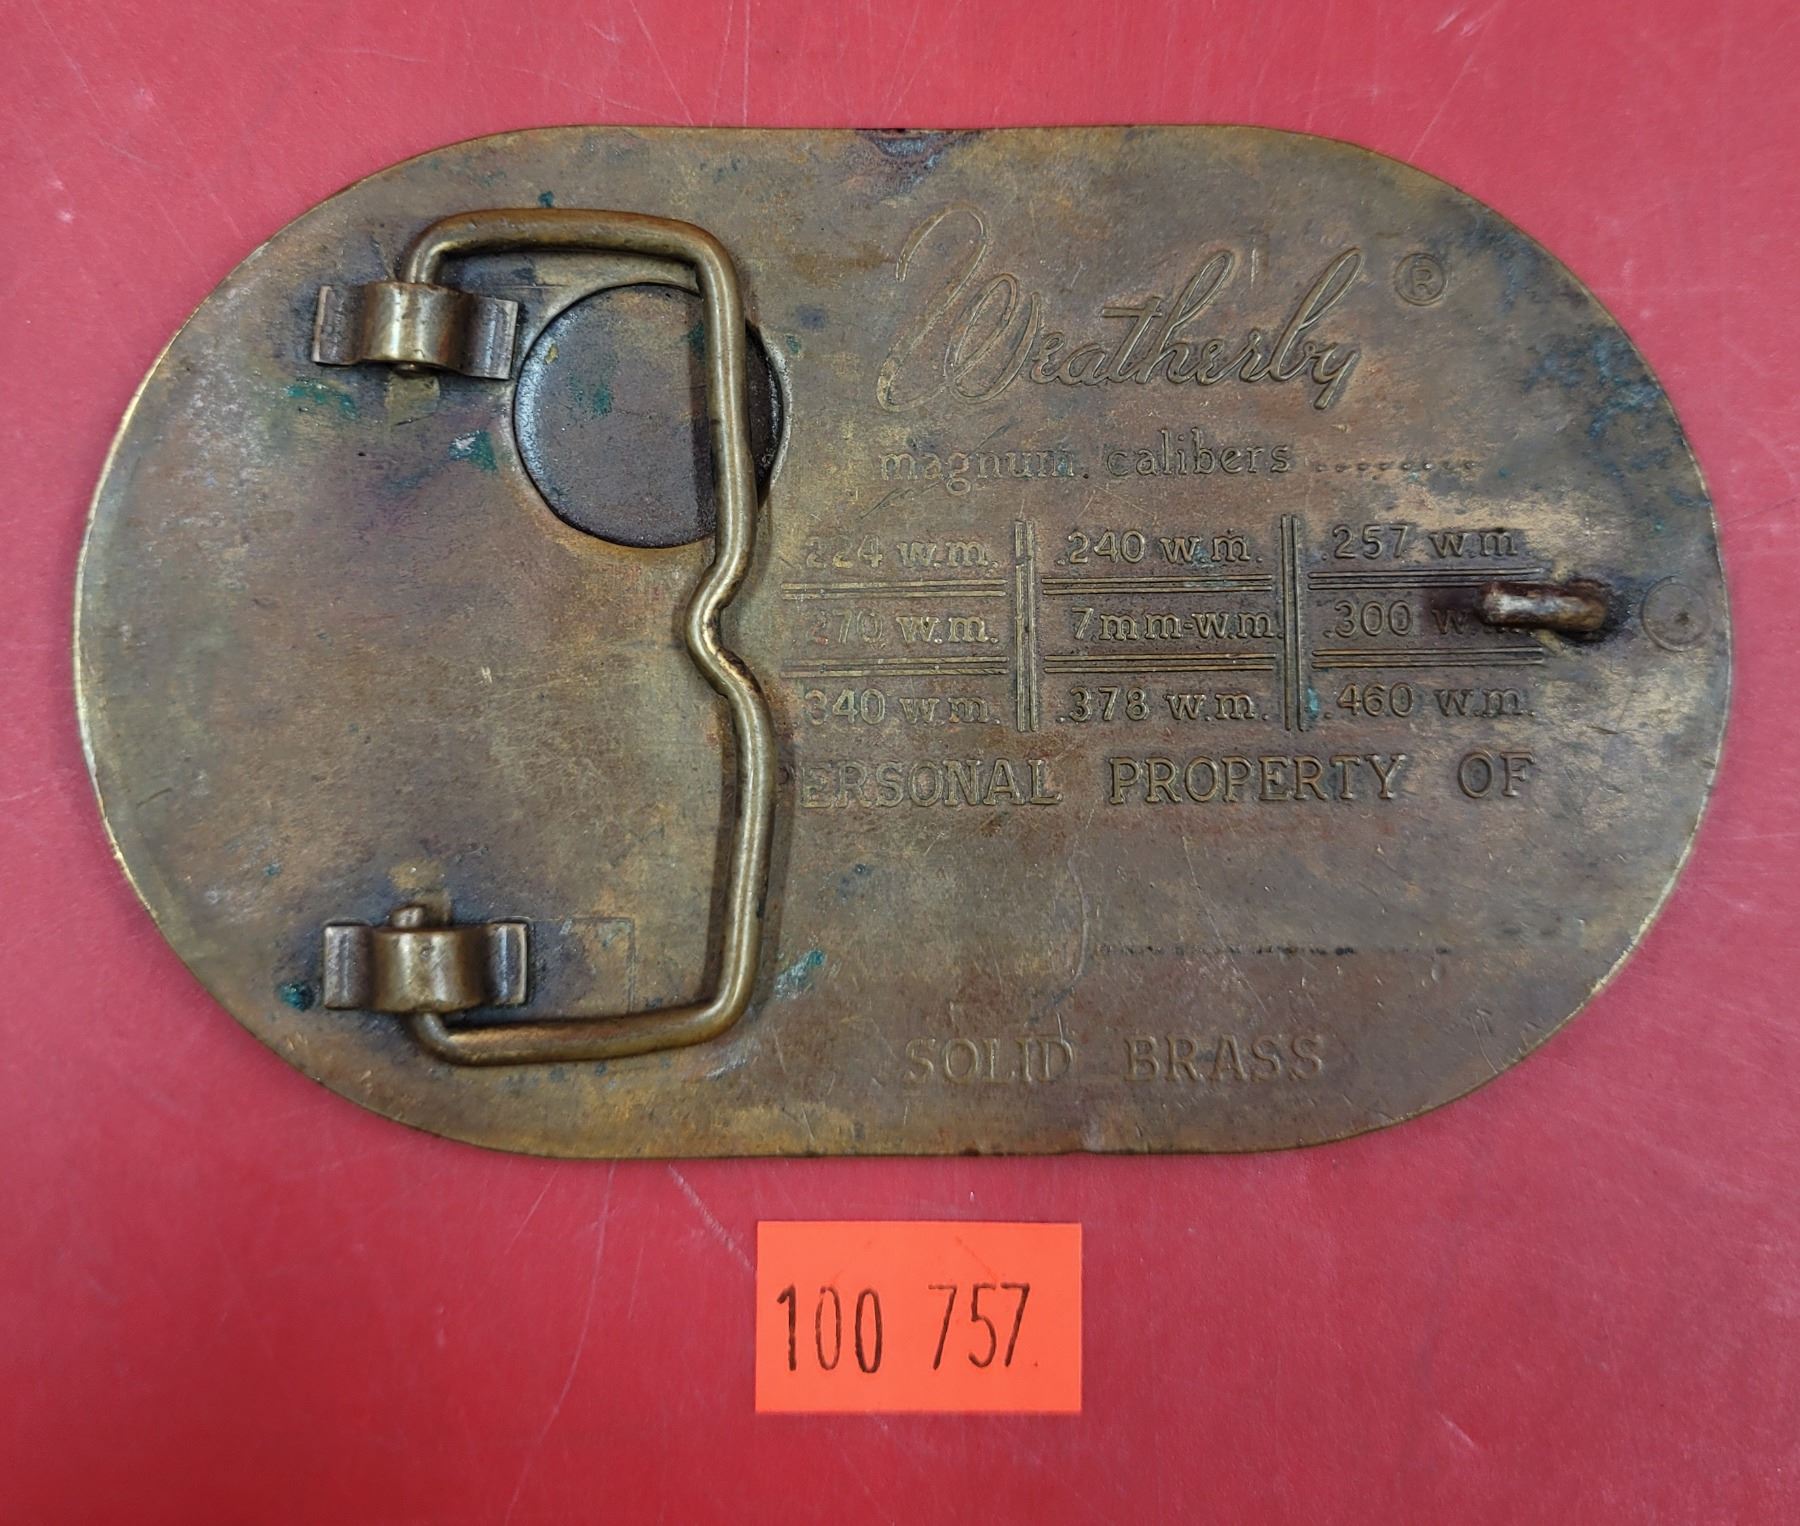 Weatherby ®
magnum calibers ........
.224 w.m. .240 w.m. .257 w.m.
.270 w.m. 7mm-w.m. .300 w.m.
.340 w.m. .378 w.m. .460 w.m.
PERSONAL PROPERTY OF
SOLID BRASS
100 757